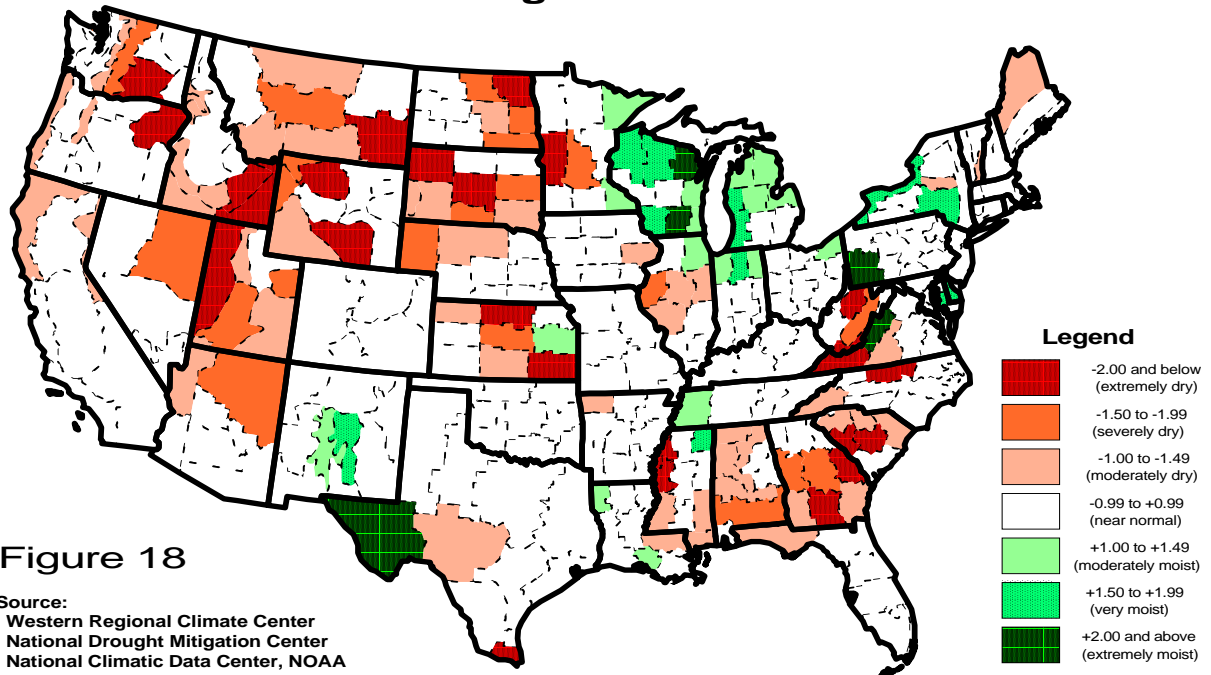 Legend
-2.00 and below
(extremely dry)
-1.50 to -1.99
(severely dry)
-1.00 to -1.49
(moderately dry)
-0.99 to +0.99
(near normal)
+1.00 to +1.49
(moderately moist)
+1.50 to +1.99
(very moist)
+2.00 and above
(extremely moist)
Figure 18
Source:
Western Regional Climate Center
National Drought Mitigation Center
National Climatic Data Center, NOAA